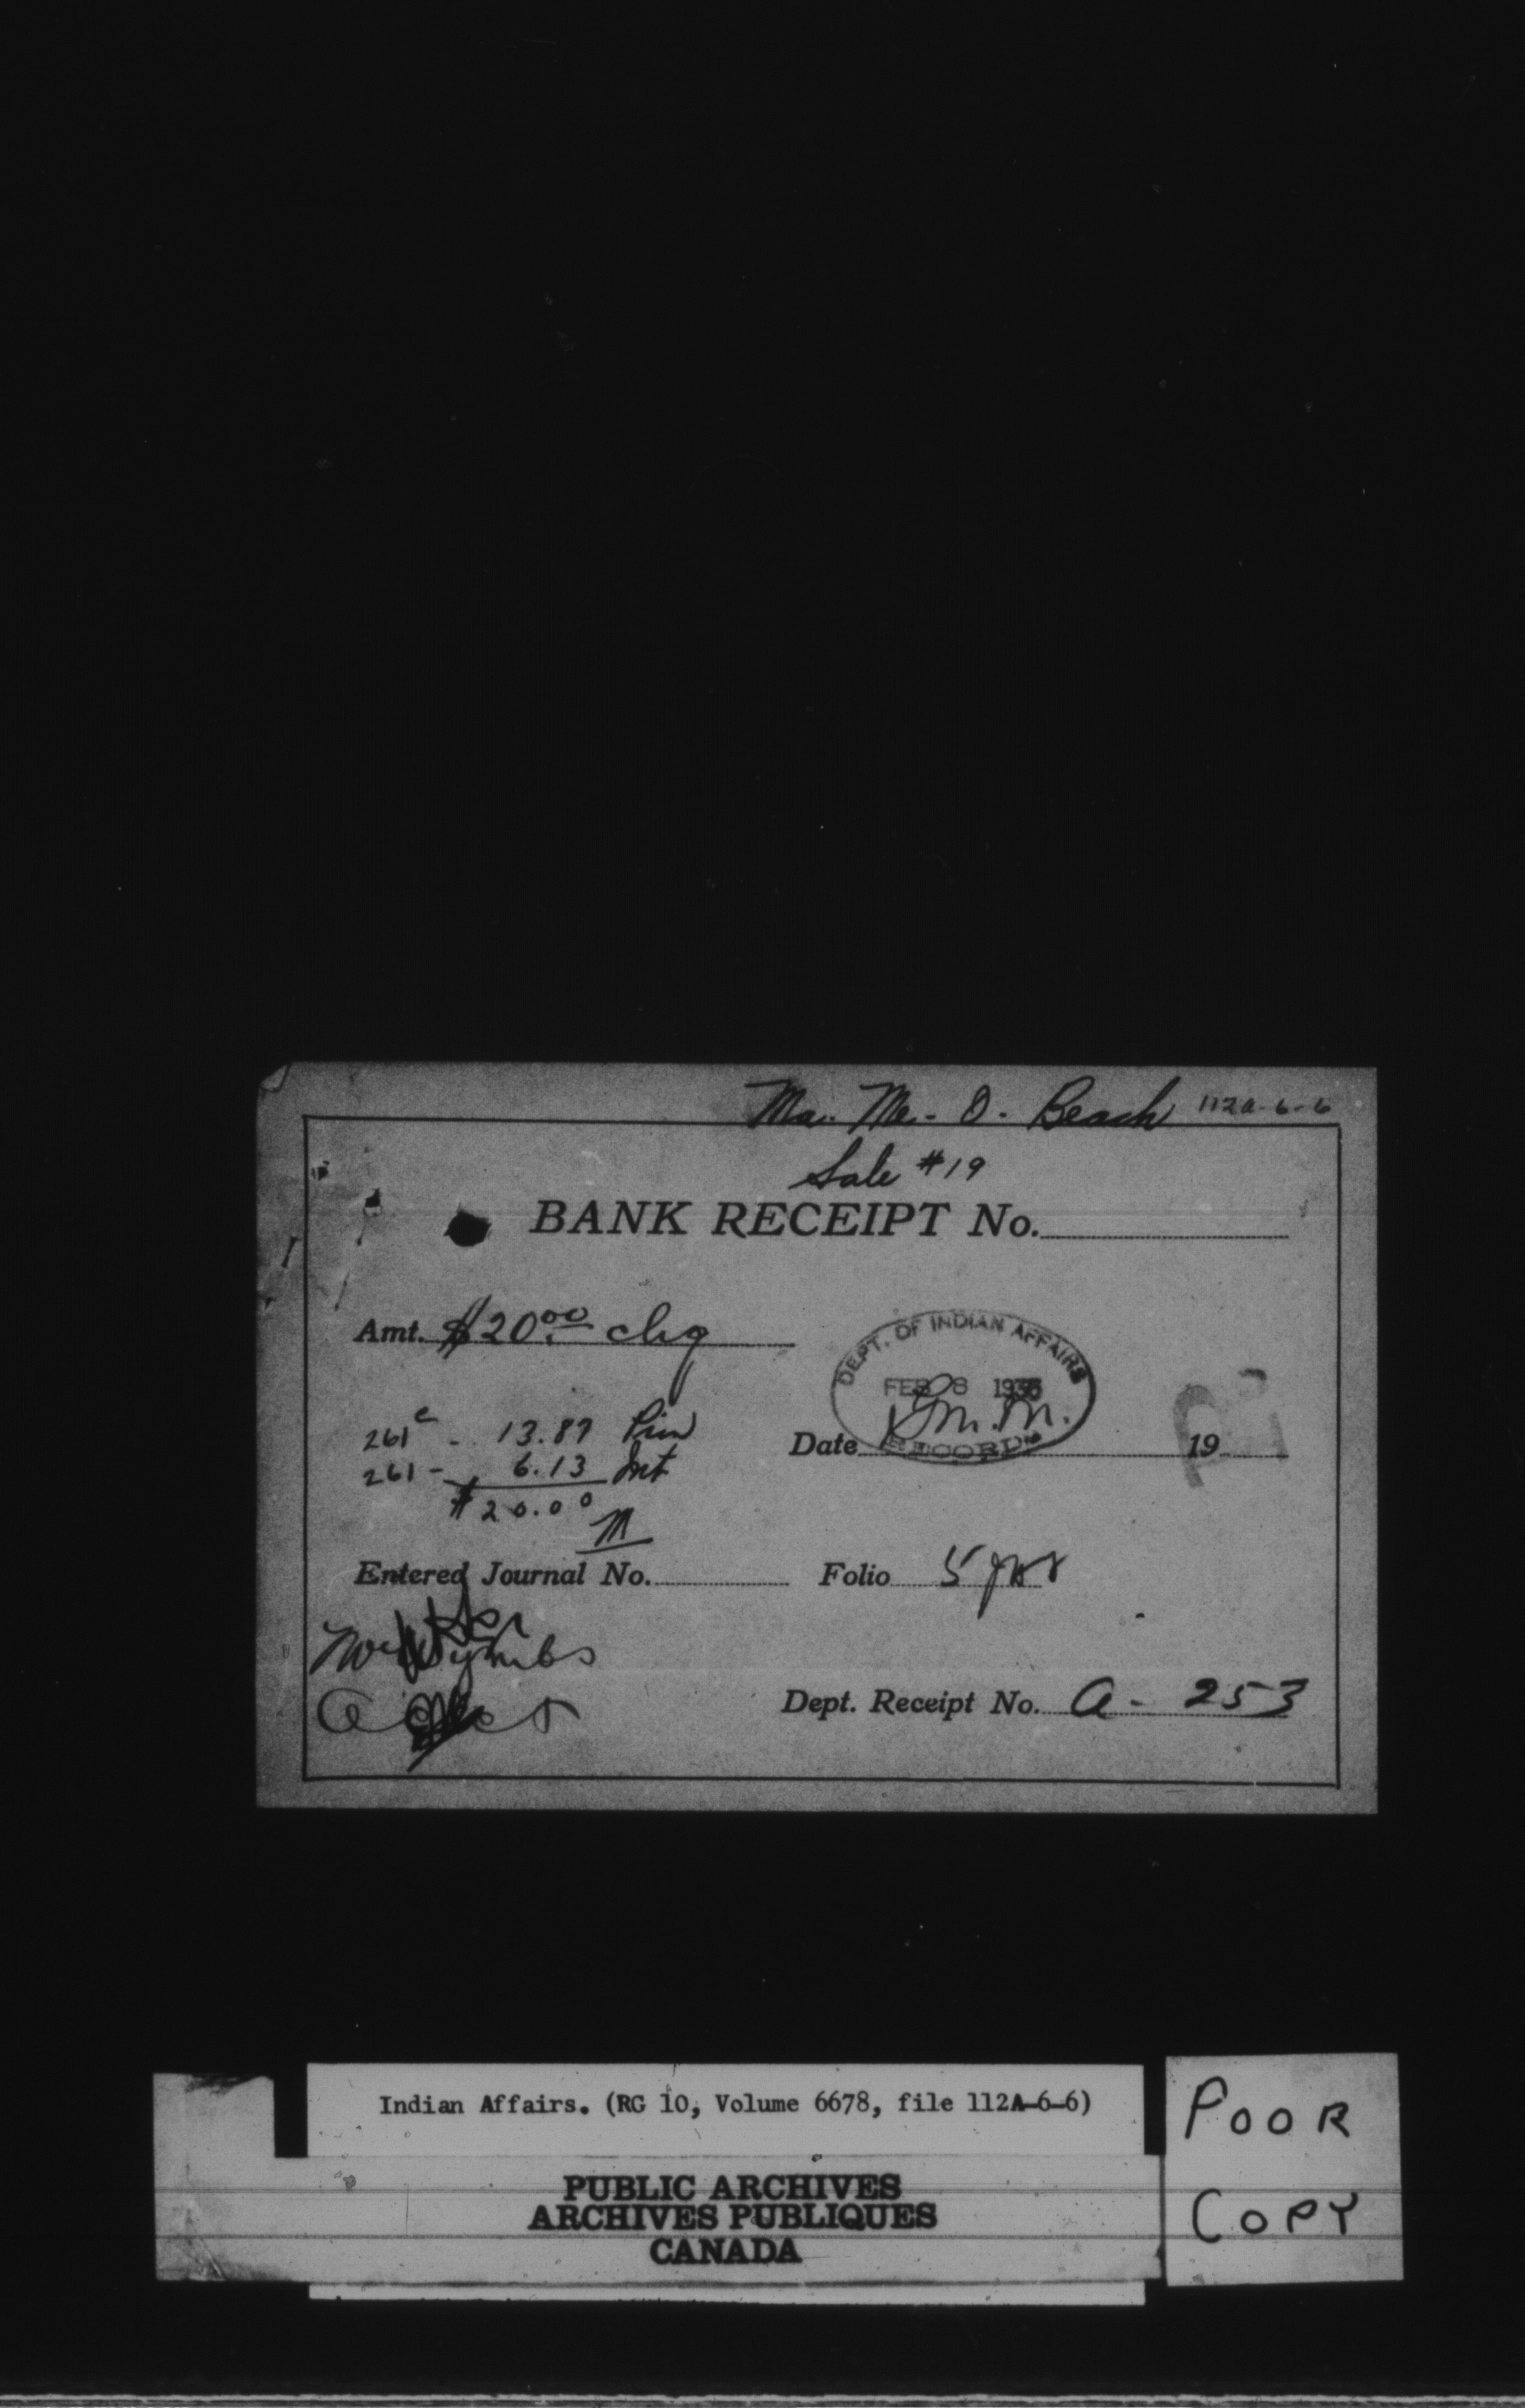 Ma. Me. O. Beach 112A-6-6
Sale #19
BANK RECEIPT No.
Amt. $20.00 chq
DEPT. OF INDIAN AFFAIRS
FEB 8
RECORDS
261c - 13.87 Prin
261 - 6.13 Int
$20.00
M
Date 19
Entered Journal No. Folio 5
Dept. Receipt No. A - 253
Indian Affairs. (RG 10, Volume 6678, file 112A-6-6)
PUBLIC ARCHIVES
ARCHIVES PUBLIQUES
CANADA
POOR
COPY